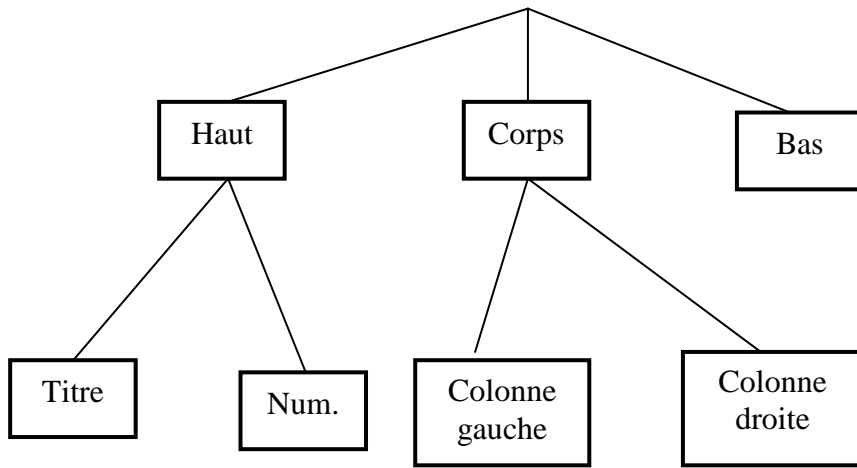 Haut
Corps
Bas
Titre
Num.
Colonne
gauche
Colonne
droite